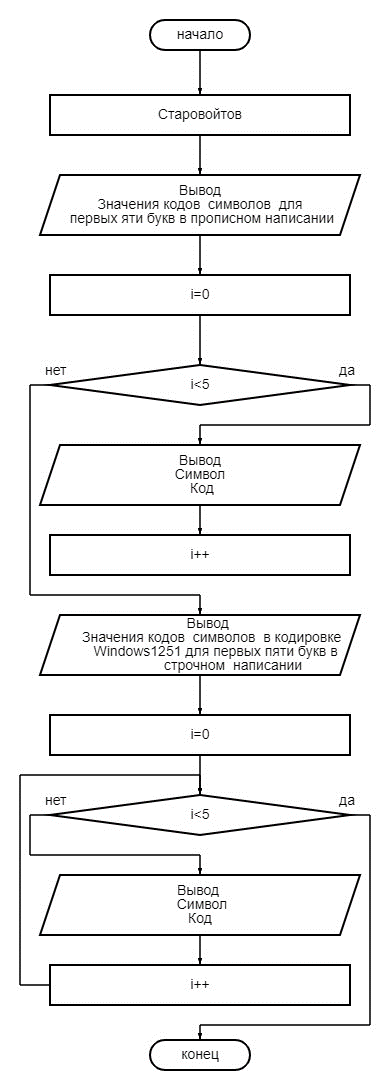 начало
Старовойтов
Вывод
Значения кодов символов для
первых яти букв в прописном написании
i=0
нет
да
i<5
Вывод
Символ
Код
i++
Вывод
Значения кодов символов в кодировке
Windows1251 для первых пяти букв в
строчном написании
i=0
нет
да
i<5
Вывод
Символ
Код
i++
конец